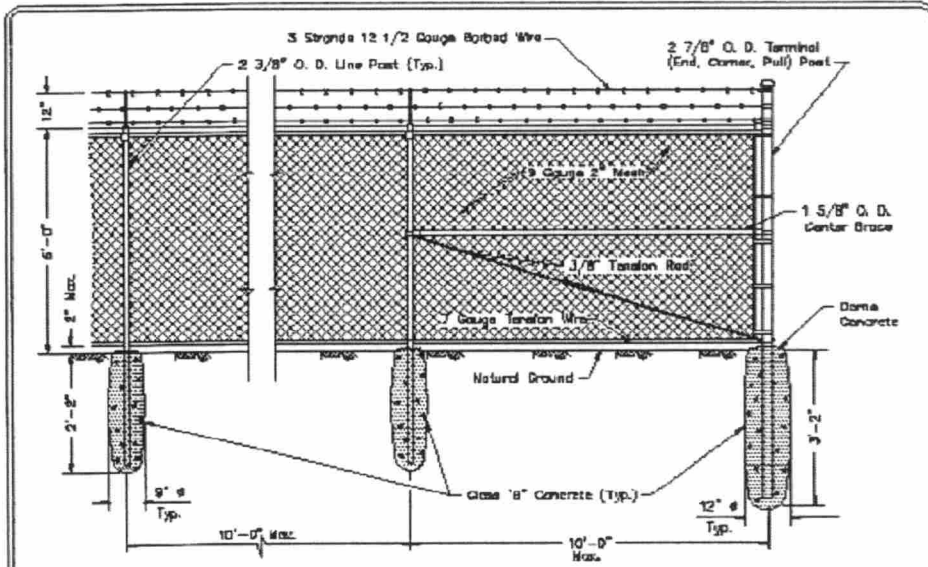 3 Strands 12 1/2 Gauge Barbed Wire
2 3/8" O. D. Line Post (Typ.)
2 7/8" O. D. Terminal
(End, Corner, Pull) Post
12"
9 Gauge 2" Mesh
1 5/8" O. D.
Center Brace
6'-0"
3/8" Tension Rod
2" Max.
Gauge Tension Wire
Dome
Concrete
Natural Ground
2'-2"
3'-2"
Class "B" Concrete (Typ.)
9" ø
Typ.
12" ø
Typ.
10'-0" Max.
10'-0"
Max.